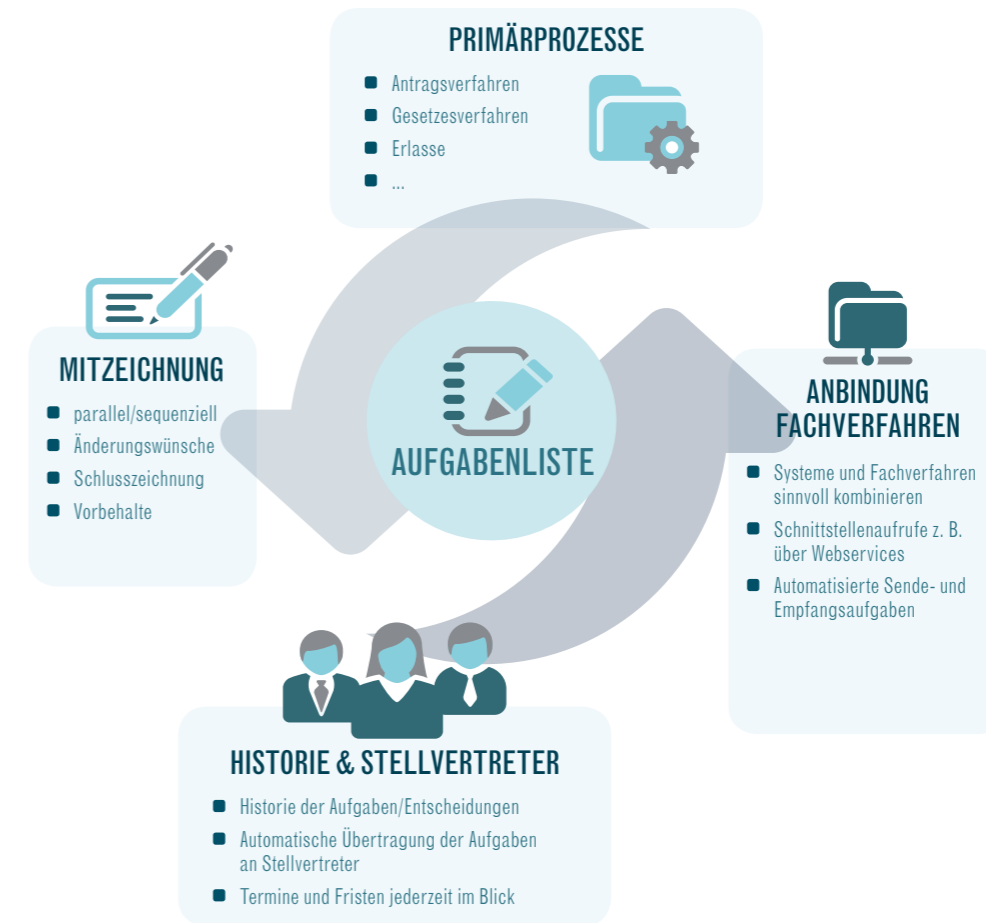 PRIMÄRPROZESSE
Antragsverfahren
Gesetzesverfahren
Erlasse
...
MITZEICHNUNG
parallel/sequenziell
Änderungswünsche
Schlusszeichnung
Vorbehalte
AUFGABENLISTE
ANBINDUNG
FACHVERFAHREN
Systeme und Fachverfahren
sinnvoll kombinieren
Schnittstellenaufrufe z. B.
über Webservices
Automatisierte Sende- und
Empfangsaufgaben
HISTORIE & STELLVERTRETER
Historie der Aufgaben/Entscheidungen
Automatische Übertragung der Aufgaben
an Stellvertreter
Termine und Fristen jederzeit im Blick